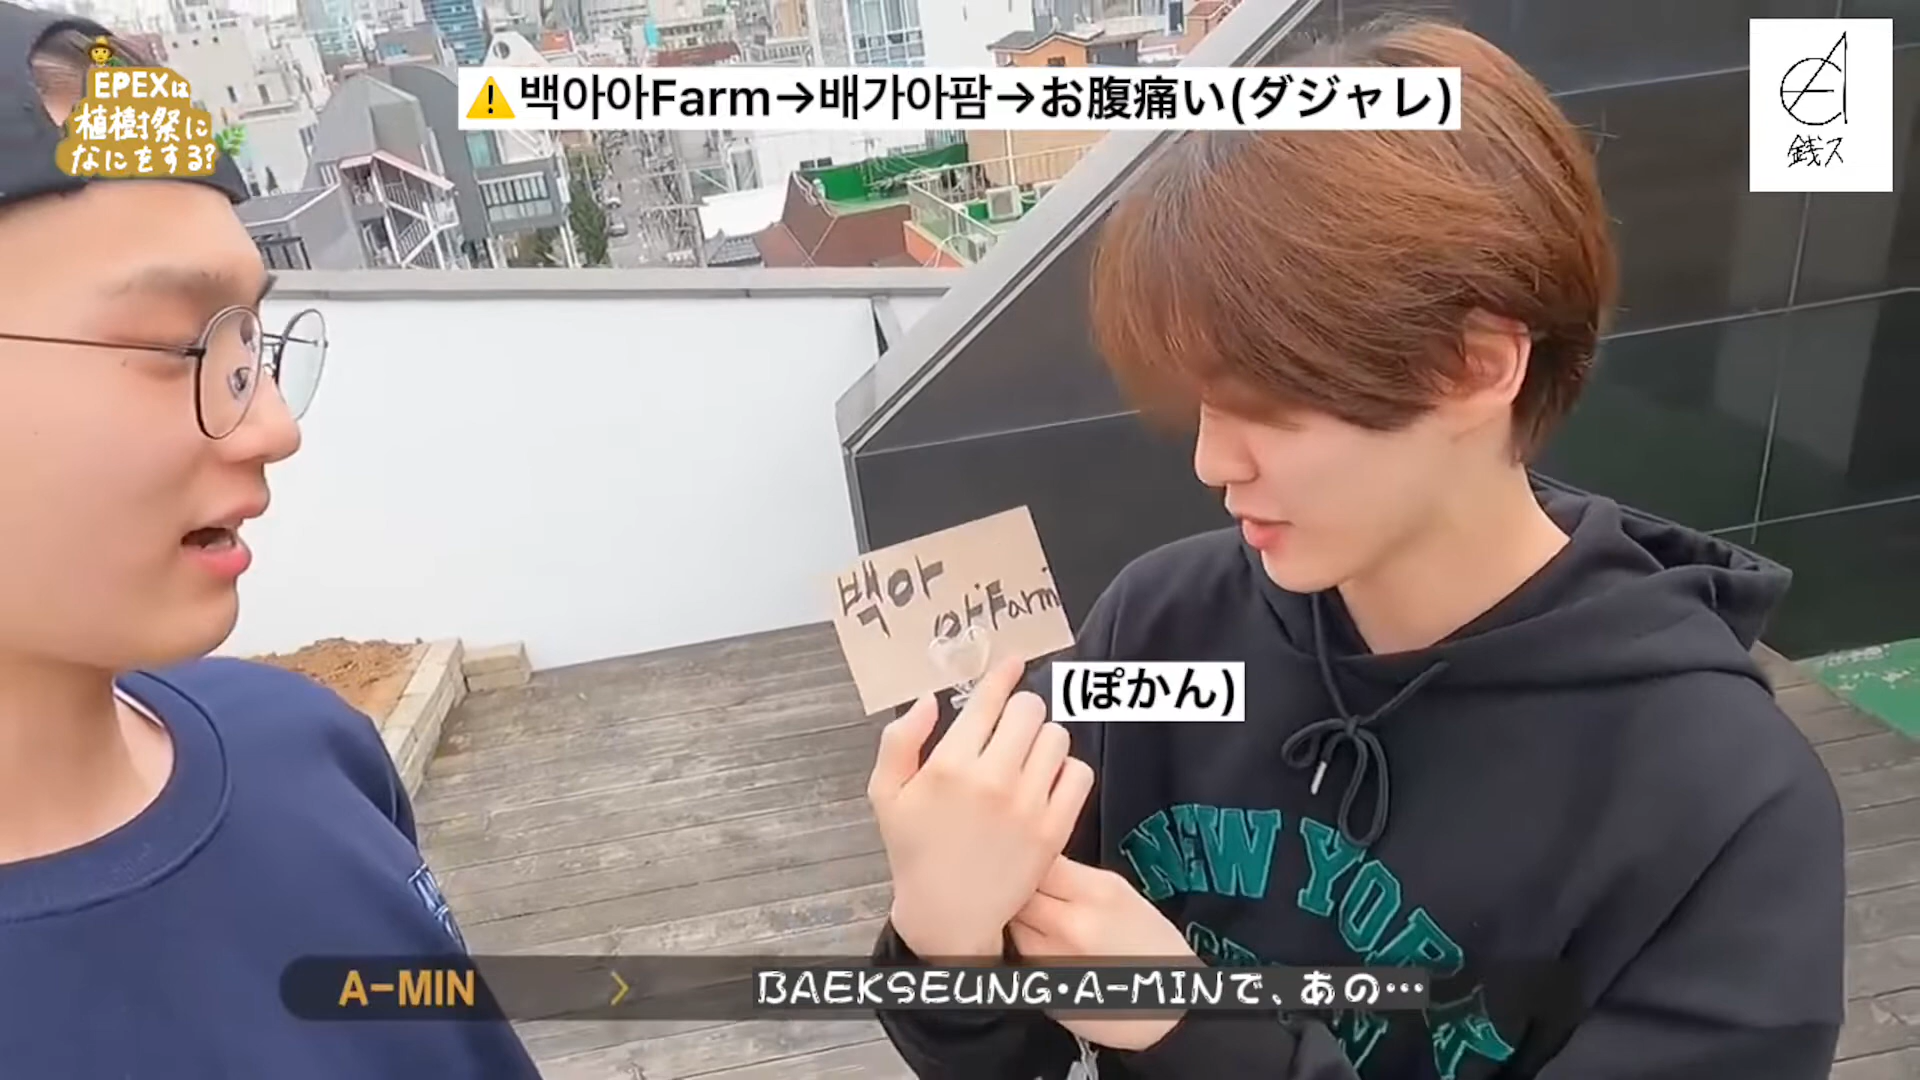 EPEXは
植樹祭に
なにをする?
⚠백아아Farm→배가아팜→お腹痛い(ダジャレ)
銭ス
백아
아Farm
(ぽかん)
NEW YORK
A-MIN > BAEKSEUNG・A-MINで、あの…